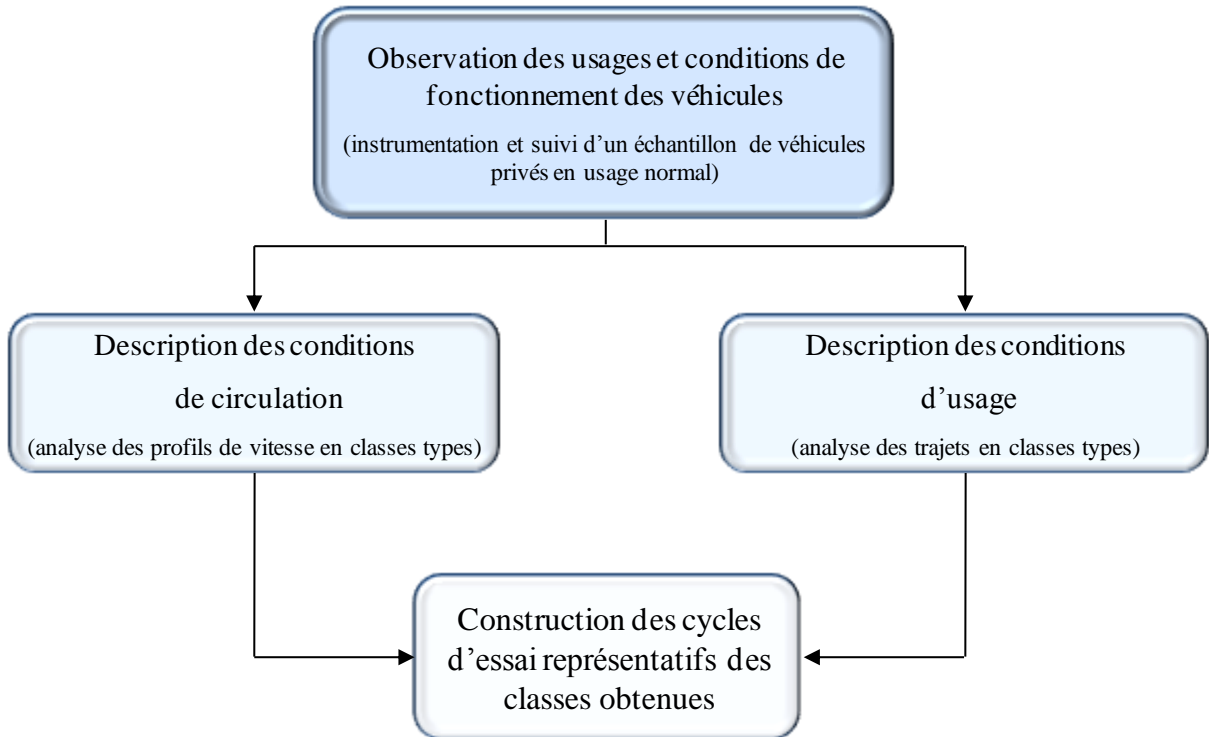 Observation des usages et conditions de
fonctionnement des véhicules
(instrumentation et suivi d'un échantillon de véhicules
privés en usage normal)
Description des conditions
de circulation
(analyse des profils de vitesse en classes types)
Description des conditions
d'usage
(analyse des trajets en classes types)
Construction des cycles
d'essai représentatifs des
classes obtenues